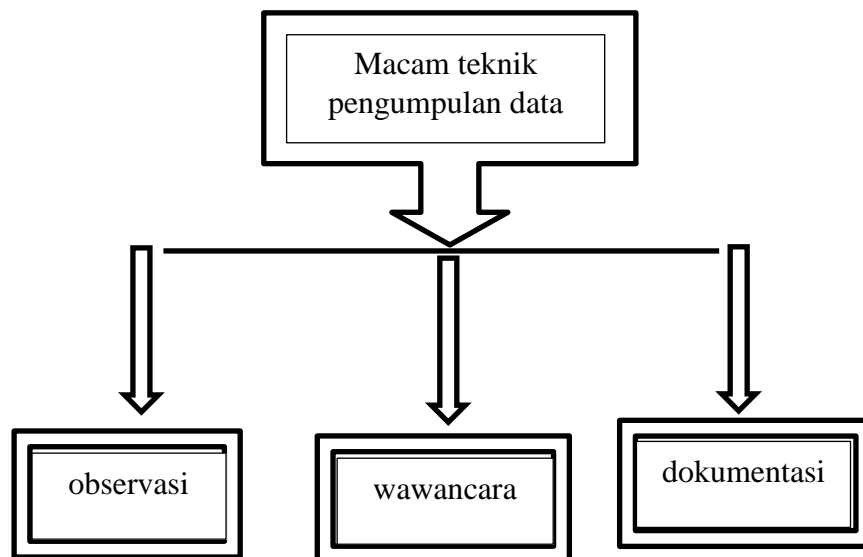 Macam teknik
pengumpulan data
observasi
wawancara
dokumentasi